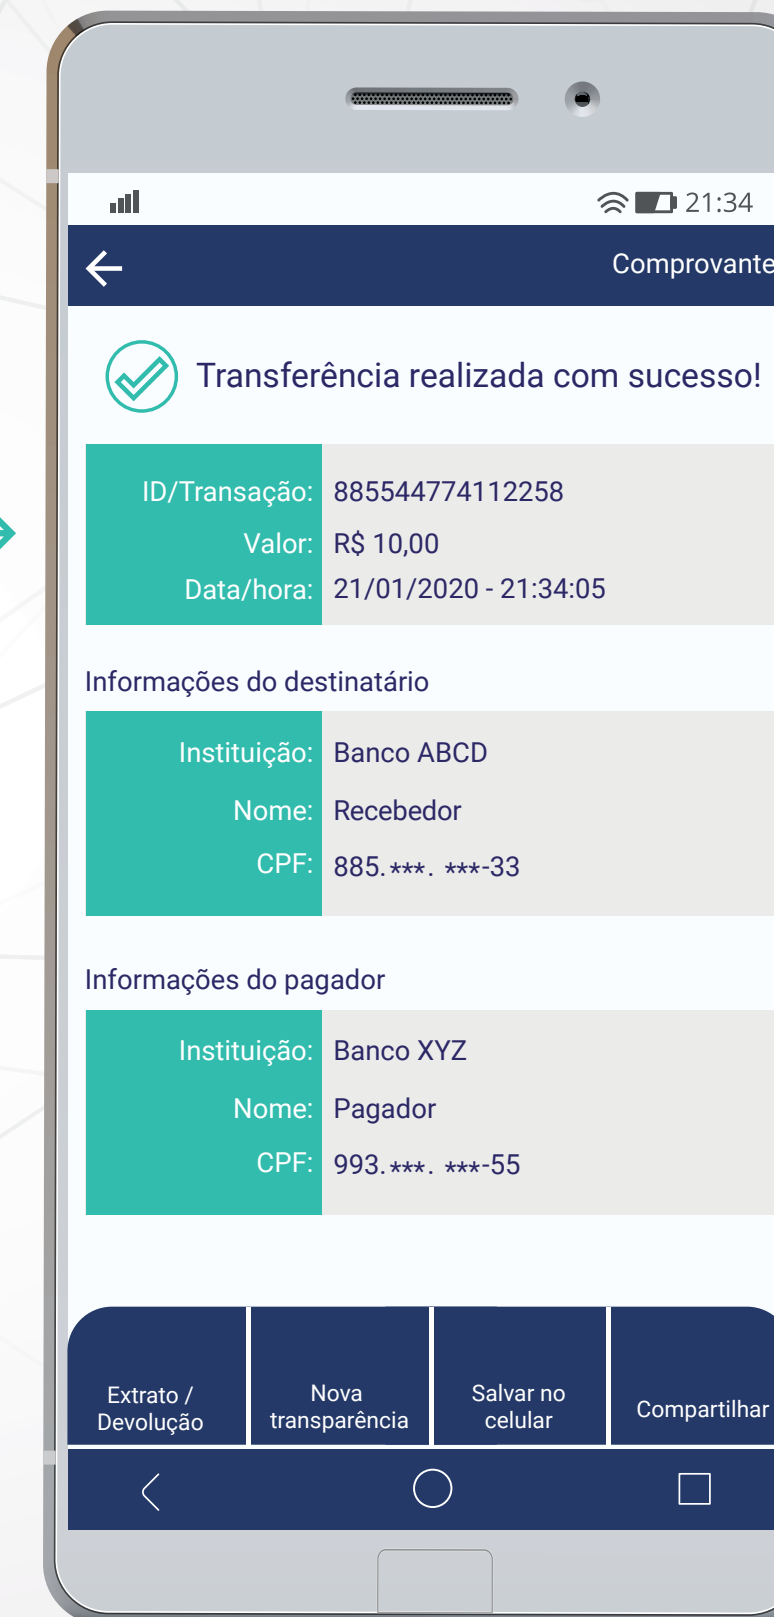 21:34
Comprovante
Transferência realizada com sucesso!
ID/Transação: 885544774112258
Valor: R$ 10,00
Data/hora: 21/01/2020 - 21:34:05
Informações do destinatário
Instituição: Banco ABCD
Nome: Recebedor
CPF: 885.***. ***-33
Informações do pagador
Instituição: Banco XYZ
Nome: Pagador
CPF: 993.***. ***-55
Extrato /
Devolução
Nova
transparência
Salvar no
celular
Compartilhar